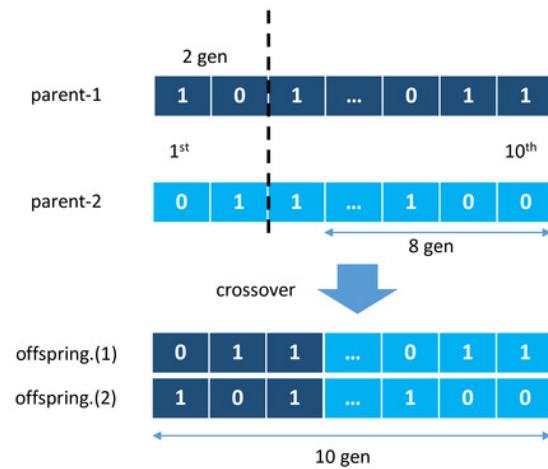 2 gen
parent-1 1 0 1 ... 0 1 1
1st 10th
parent-2 0 1 1 ... 1 0 0
8 gen
crossover
offspring.(1) 0 1 1 ... 0 1 1
offspring.(2) 1 0 1 ... 1 0 0
10 gen